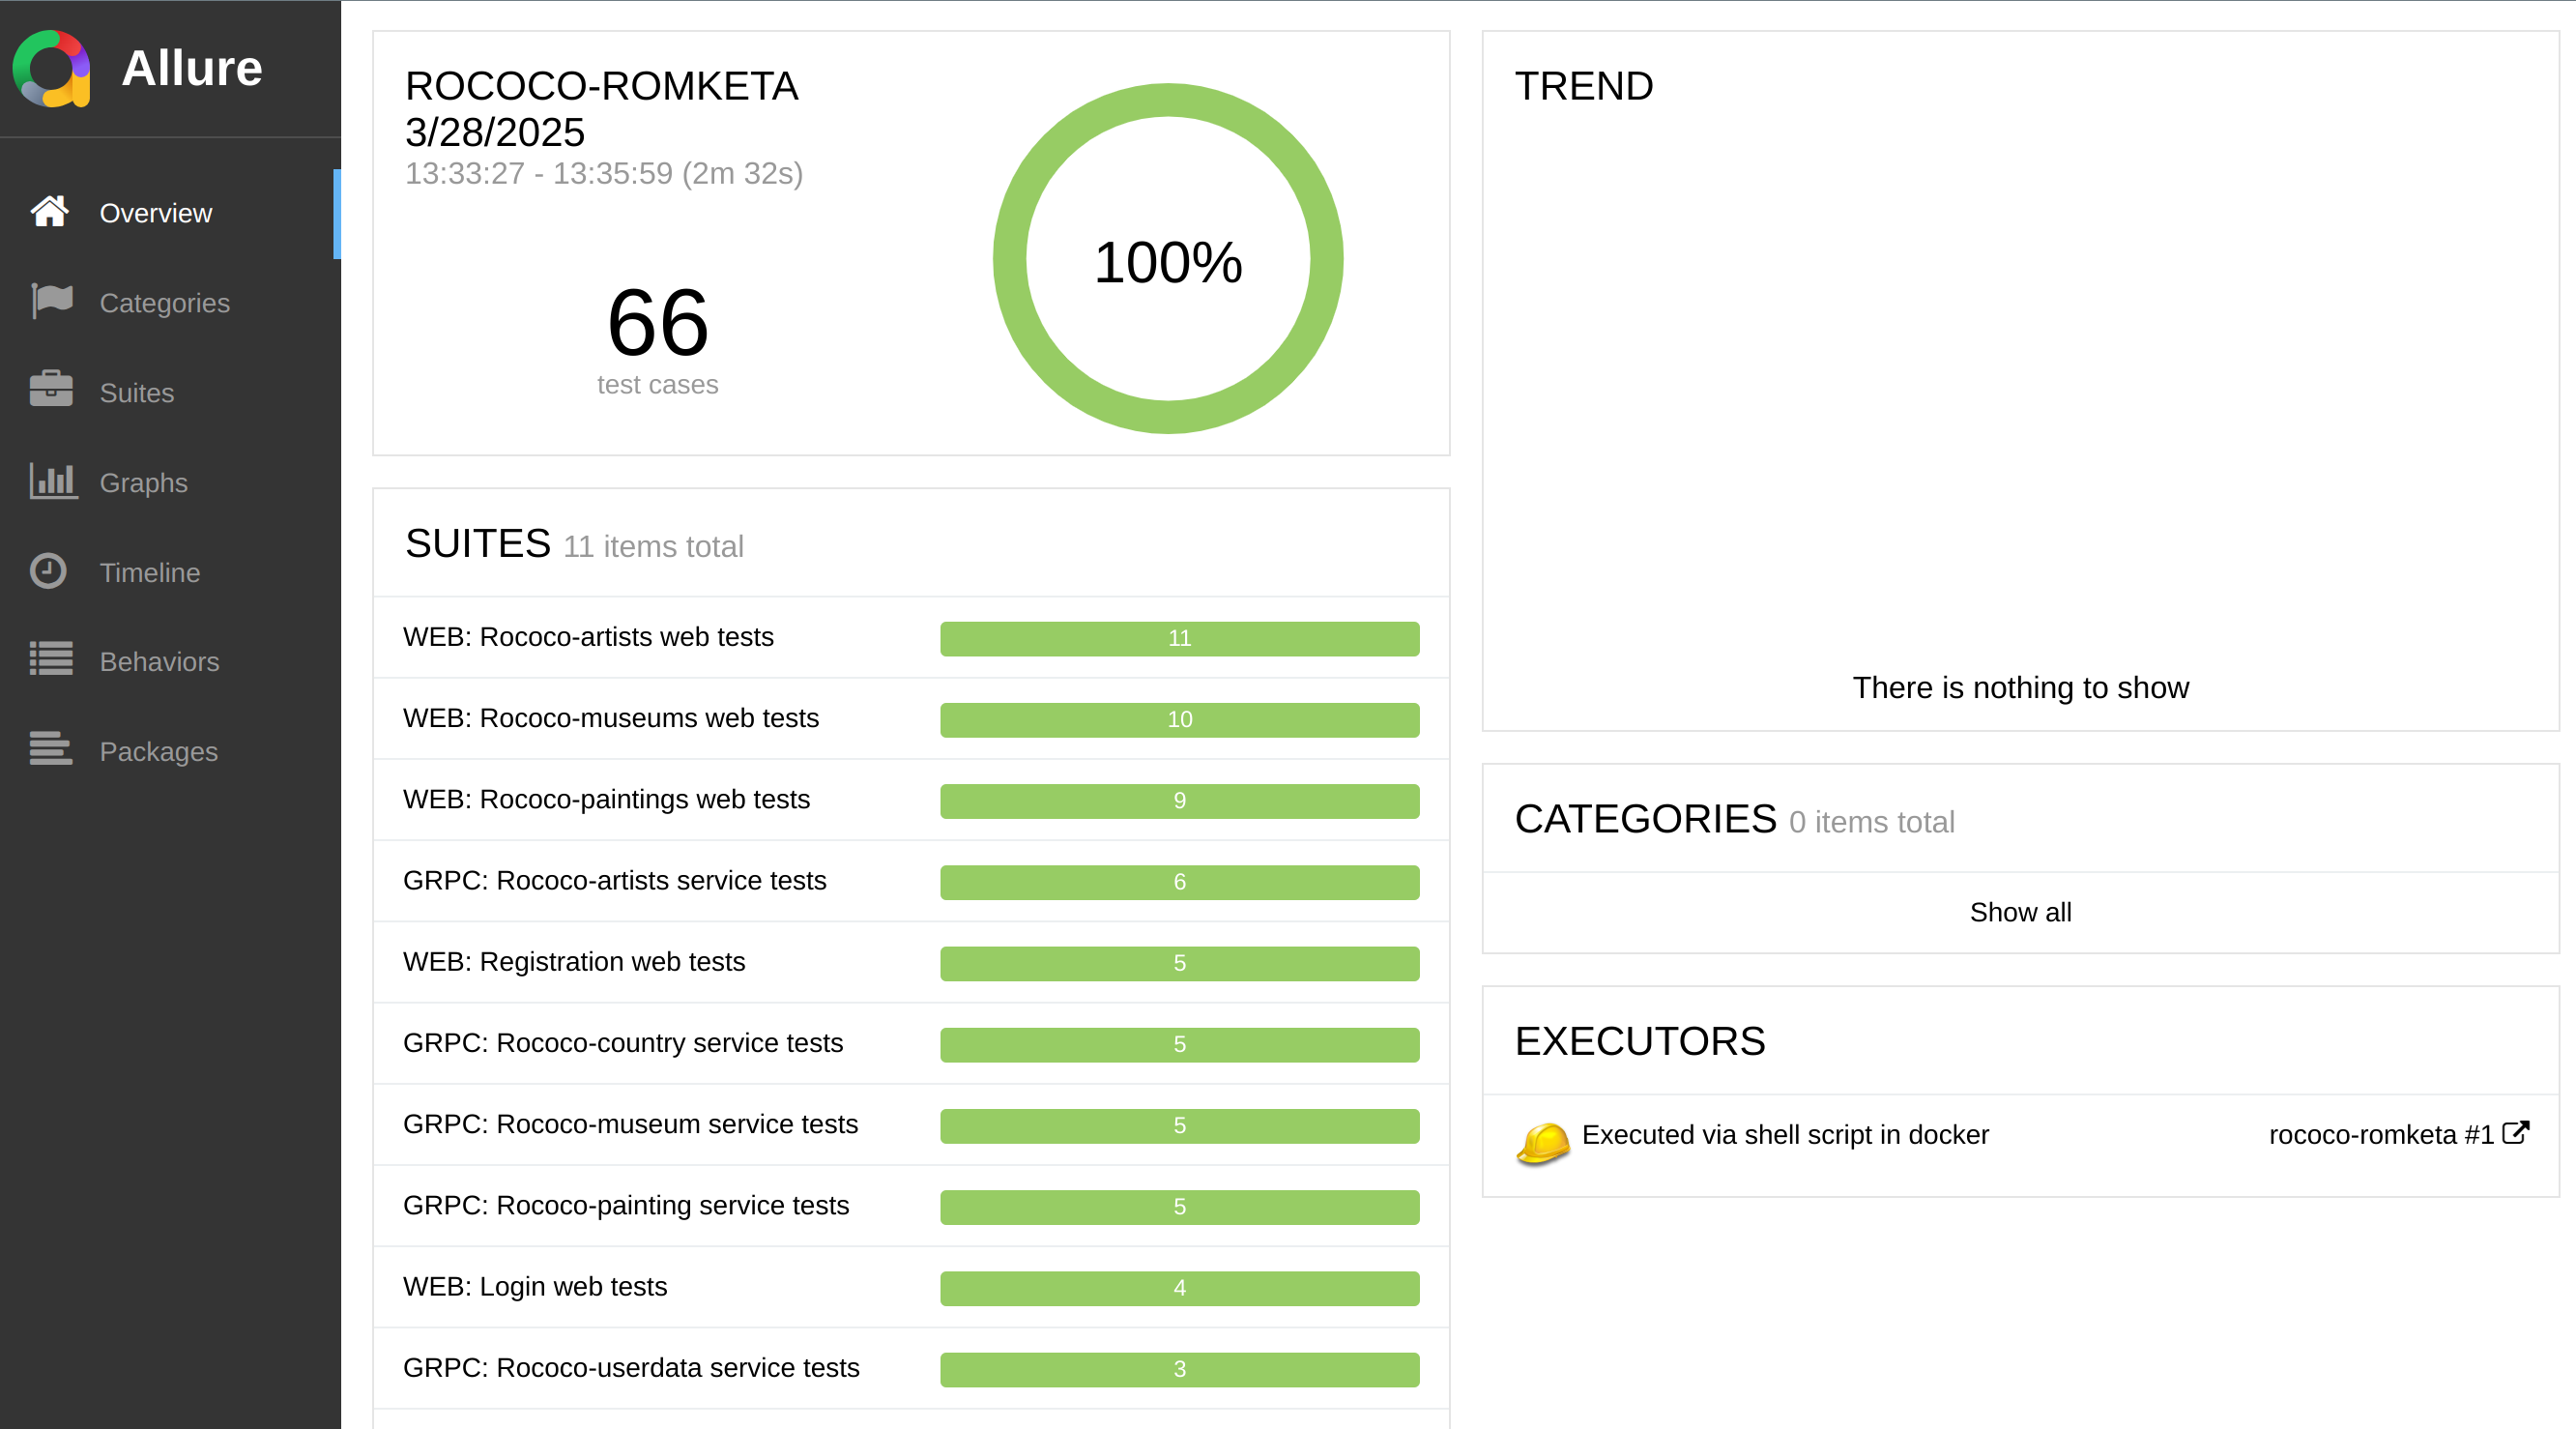 Allure
Overview
Categories
Suites
Graphs
Timeline
Behaviors
Packages
ROCOCO-ROMKETA
3/28/2025
13:33:27 - 13:35:59 (2m 32s)
66
test cases
100%
SUITES 11 items total
WEB: Rococo-artists web tests 11
WEB: Rococo-museums web tests 10
WEB: Rococo-paintings web tests 9
GRPC: Rococo-artists service tests 6
WEB: Registration web tests 5
GRPC: Rococo-country service tests 5
GRPC: Rococo-museum service tests 5
GRPC: Rococo-painting service tests 5
WEB: Login web tests 4
GRPC: Rococo-userdata service tests 3
TREND
There is nothing to show
CATEGORIES 0 items total
Show all
EXECUTORS
Executed via shell script in docker rococo-romketa #1